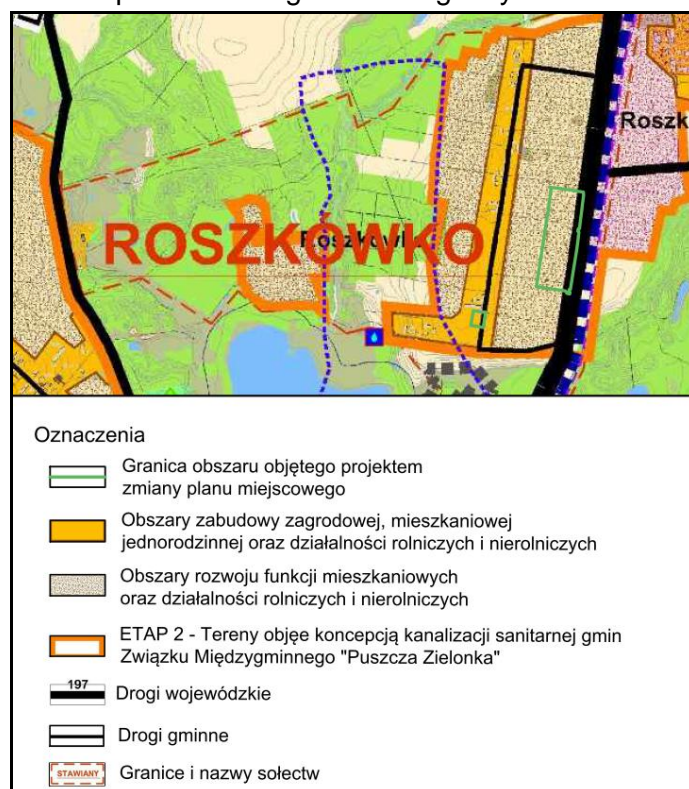 Roszk
ROSZKÓWKO
Roszkówko
Oznaczenia
Granica obszaru objętego projektem
zmiany planu miejscowego
Obszary zabudowy zagrodowej, mieszkaniowej
jednorodzinnej oraz działalności rolniczych i nierolniczych
Obszary rozwoju funkcji mieszkaniowych
oraz działalności rolniczych i nierolniczych
ETAP 2 - Tereny objęe koncepcją kanalizacji sanitarnej gmin
Związku Międzygminnego "Puszcza Zielonka"
197
Drogi wojewódzkie
Drogi gminne
STAWIANY
Granice i nazwy sołectw